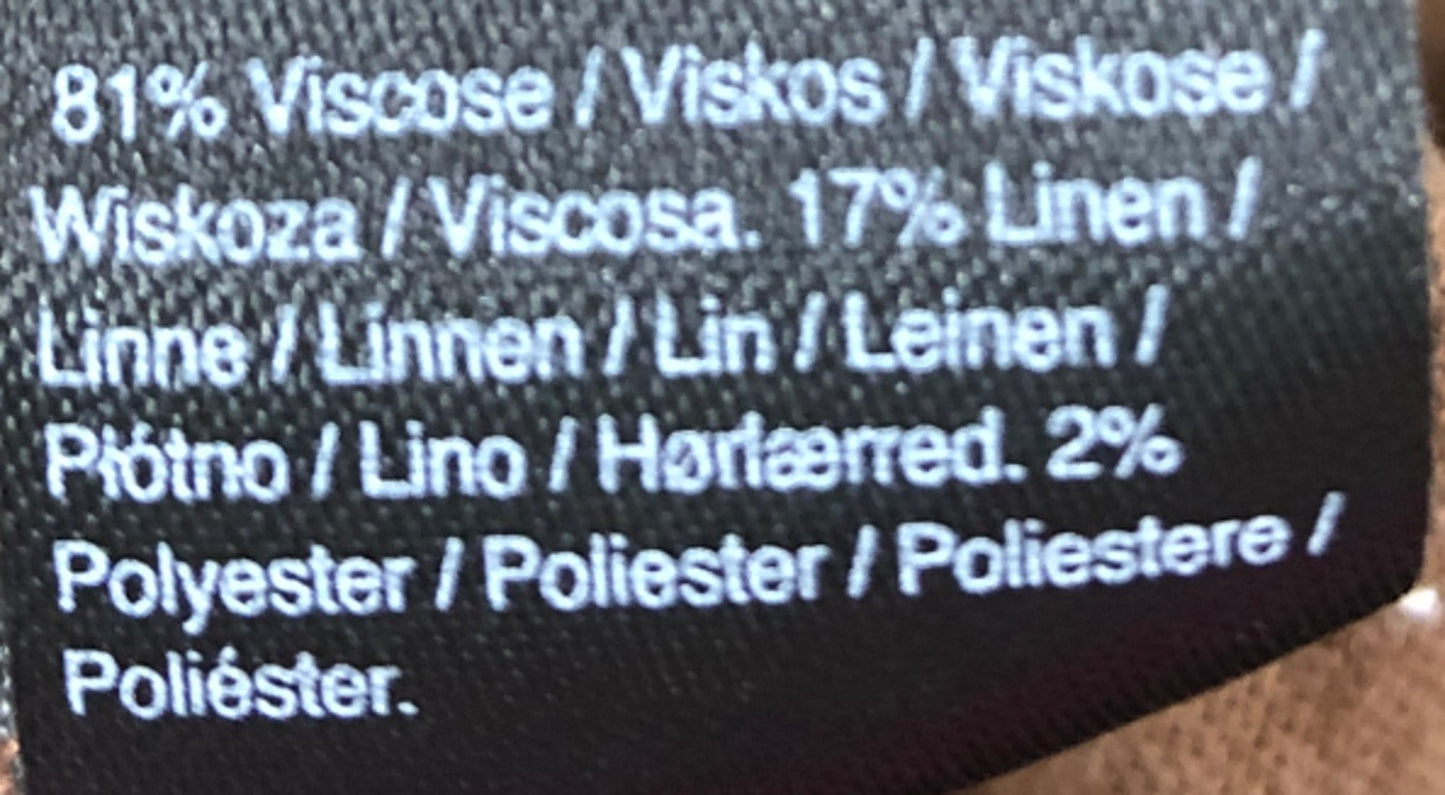 81% Viscose / Viskos / Viskose /
Wiskoza / Viscosa. 17% Linen /
Linne / Linnen / Lin / Leinen /
Płótno / Lino / Hørlærred. 2%
Polyester / Poliester / Poliestere /
Poliéster.